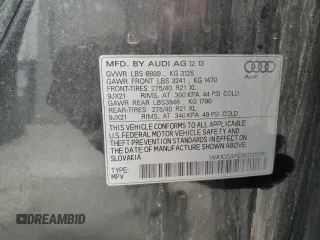 MFD. BY AUDI AG 12 13
GVWR LBS 6889 . KG 3125
GAWR FRONT LBS 3241 . KG 1470
FRONT-TIRES 275/40 R21 XL
9JX21 RIMS, AT 300 KPA 44 PSI COLD
GAWR REAR LBS3946 . KG 1790
REAR-TIRES 275/40 R21 XL
9JX21 RIMS, AT 340 KPA 49 PSI COLD
THIS VEHICLE CONFORMS TO ALL APPLICABLE
U.S. FEDERAL MOTOR VEHICLE SAFETY AND
THEFT PREVENTION STANDARDS IN EFFECT ON
THE DATE OF MANUFACTURE SHOWN ABOVE.
SLOVAKIA
TYPE:
MPV
Audi
DREAMBID.COM